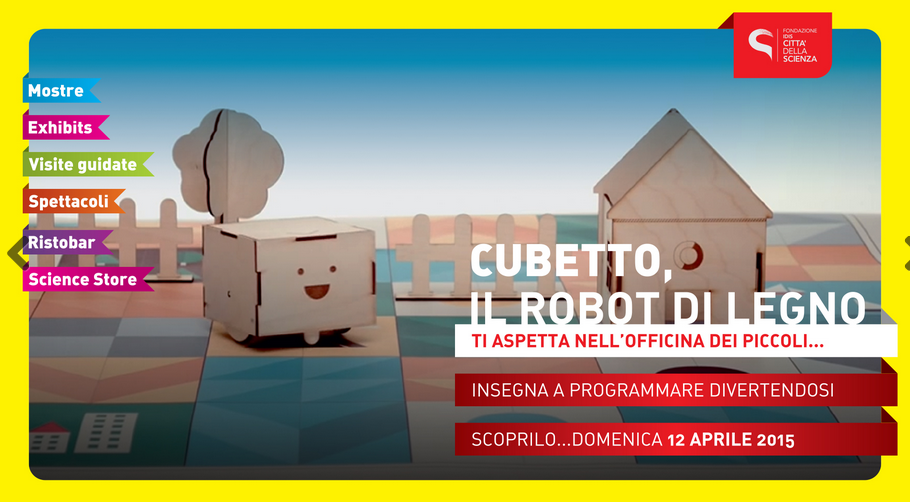 FONDAZIONE
IDIS
CITTA'
DELLA
SCIENZA
Mostre
Exhibits
Visite guidate
Spettacoli
Ristobar
Science Store
CUBETTO,
IL ROBOT DI LEGNO
TI ASPETTA NELL'OFFICINA DEI PICCOLI...
INSEGNA A PROGRAMMARE DIVERTENDOSI
SCOPRILO...DOMENICA 12 APRILE 2015